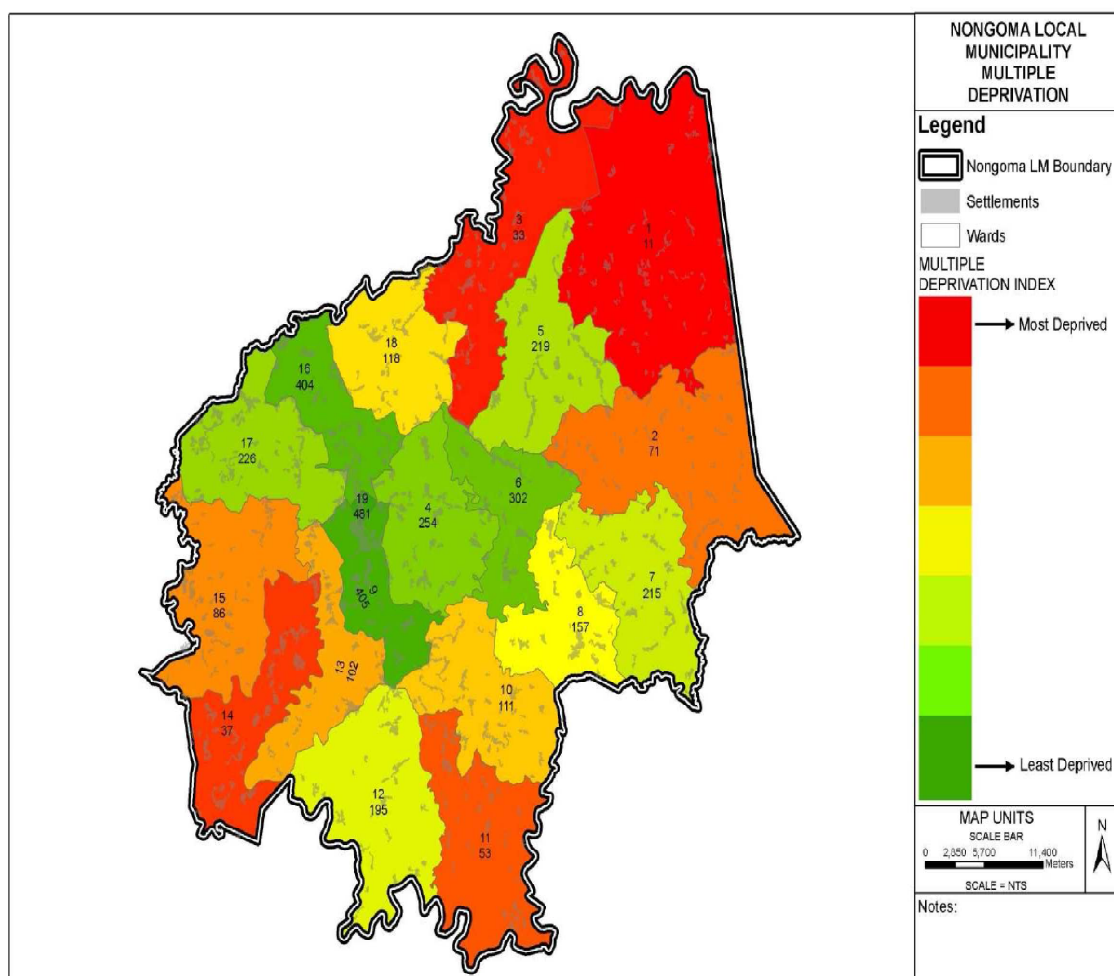 NONGOMA LOCAL
MUNICIPALITY
MULTIPLE
DEPRIVATION
Legend
Nongoma LM Boundary
Settlements
Wards
MULTIPLE
DEPRIVATION INDEX
Most Deprived
Least Deprived
MAP UNITS
SCALE BAR
0 2,850 5,700 11,400
Meters
SCALE = NTS
N
Notes:
3
33
1
11
5
219
18
118
16
404
17
226
2
71
6
302
19
481
4
254
9
405
7
215
8
157
15
86
13
102
10
111
14
37
12
195
11
53